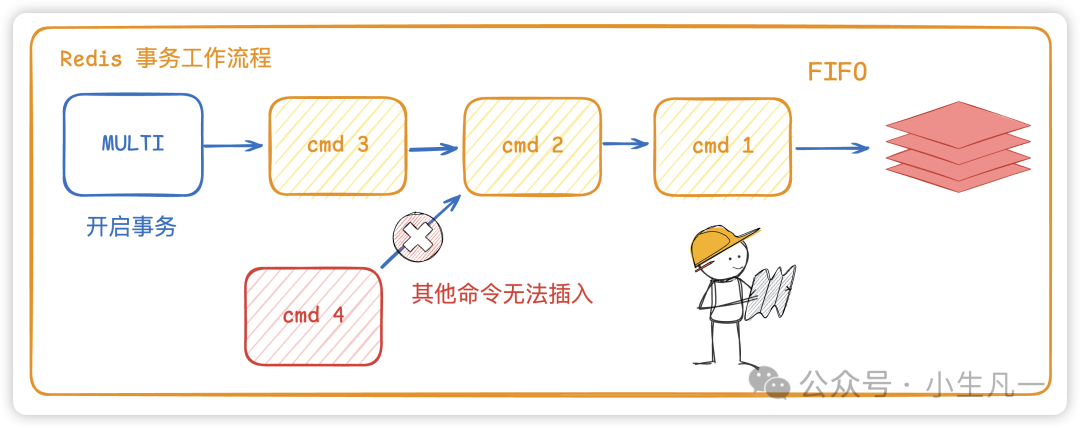 Redis 事务工作流程
FIFO
MULTI
cmd 3
cmd 2
cmd 1
开启事务
cmd 4
其他命令无法插入
公众号 · 小生凡一